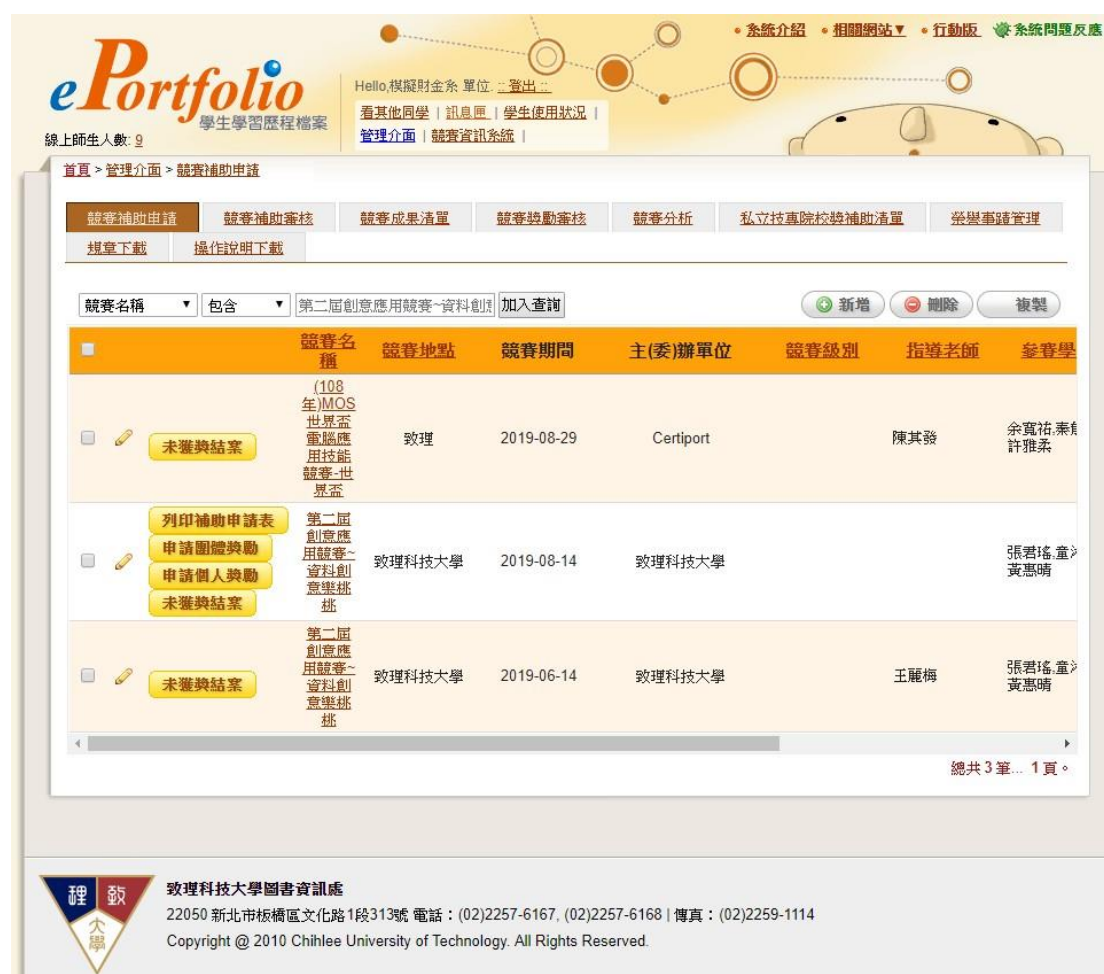 • 系統介紹 • 相關網站▼ • 行動版 系統問題反應
ePortfolio
學生學習歷程檔案
Hello,模擬財金系 單位. :: 登出 ::
看其他同學 | 訊息匣 | 學生使用狀況 |
管理介面 | 競賽資訊系統 |
線上師生人數: 9
首頁 > 管理介面 > 競賽補助申請
競賽補助申請 競賽補助審核 競賽成果清單 競賽獎勵審核 競賽分析 私立技專院校獎補助清單 榮譽事蹟管理
規章下載 操作說明下載
競賽名稱 ▼ 包含 ▼ 第二屆創意應用競賽~資料創意 加入查詢 新增 刪除 複製
競賽名
稱
競賽地點 競賽期間 主(委)辦單位 競賽級別 指導老師 參賽學
未獲獎結案
(108
年)MOS
世界盃
電腦應
用技能
競賽-世
界盃
致理 2019-08-29 Certiport 陳其發
余寬祐,秦
許雅柔
列印補助申請表
申請團體獎勵
申請個人獎勵
未獲獎結案
第二屆
創意應
用競賽~
資料創
意樂桃
桃
致理科技大學 2019-08-14 致理科技大學
張君瑤,童
黃惠晴
未獲獎結案
第二屆
創意應
用競賽~
資料創
意樂桃
桃
致理科技大學 2019-06-14 致理科技大學 王麗梅
張君瑤,童
黃惠晴
總共 3 筆... 1 頁。
理 致
大
學
致理科技大學圖書資訊處
22050 新北市板橋區文化路1段313號 電話:(02)2257-6167, (02)2257-6168 | 傳真:(02)2259-1114
Copyright @ 2010 Chihlee University of Technology. All Rights Reserved.